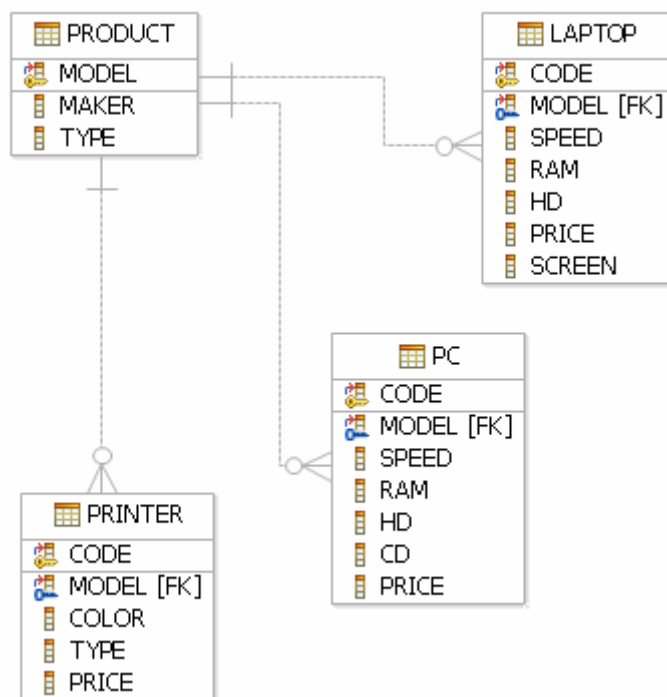 PRODUCT
MODEL
MAKER
TYPE
LAPTOP
CODE
MODEL [FK]
SPEED
RAM
HD
PRICE
SCREEN
PC
CODE
MODEL [FK]
SPEED
RAM
HD
CD
PRICE
PRINTER
CODE
MODEL [FK]
COLOR
TYPE
PRICE